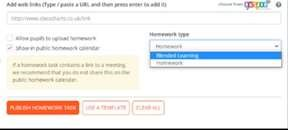 Add web links (Type / paste a URL, and then press enter to add it)
choose from
http://www.classcharts.co.uk/link
Homework type
Allow pupils to upload homework
Show in public homework calendar
Homework
Blended Learning
Homework
If a homework task contains a link to a meeting,
we recommend that you do not share this on the
public homework calendar.
PUBLISH HOMEWORK TASK
USE A TEMPLATE
CLEAR ALL